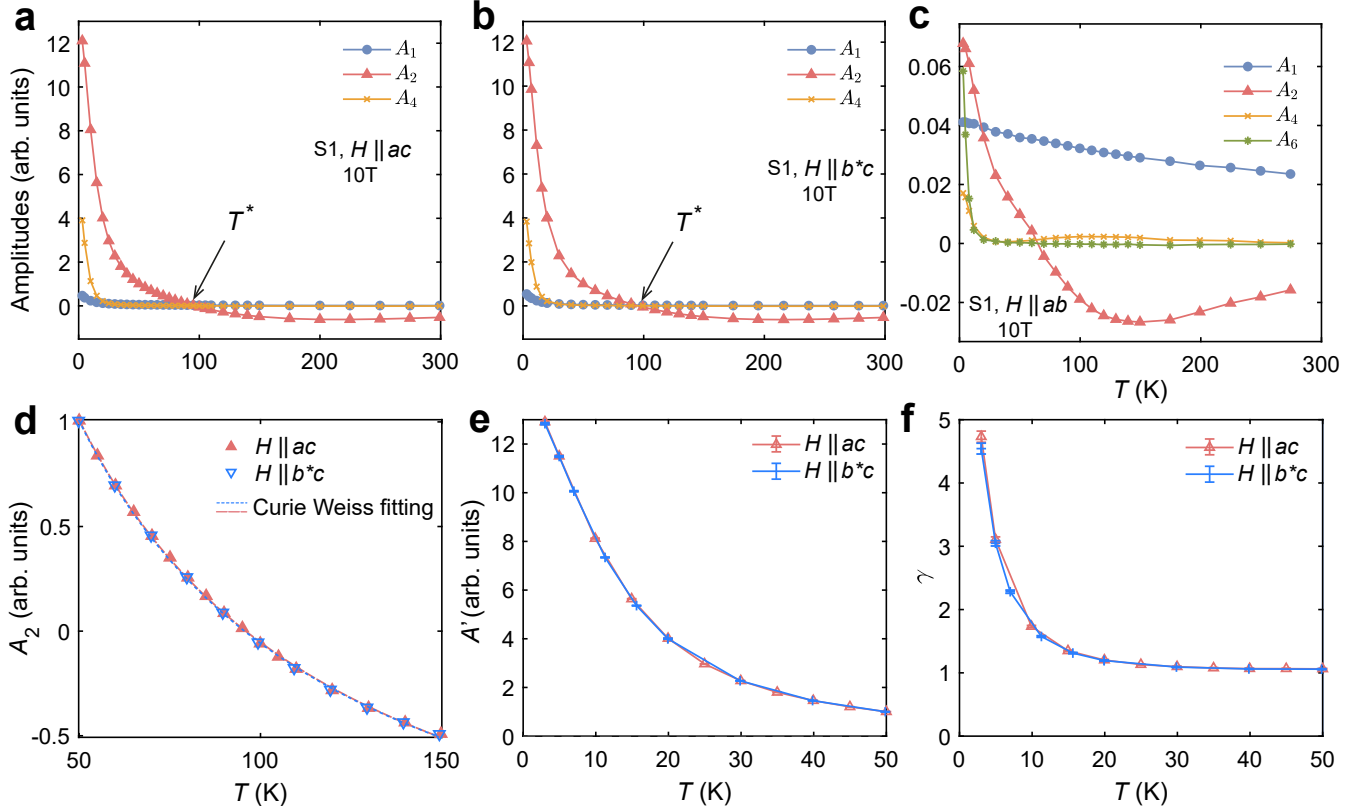 a
Amplitudes (arb. units)
12
10
8
6
4
2
0
0
100
200
300
A₁
A₂
A₄
S1, H || ac
10T
T*
b
12
10
8
6
4
2
0
0
100
200
300
A₁
A₂
A₄
S1, H || b*c
10T
T*
c
0.06
0.04
0.02
0
-0.02
0
100
200
300
T (K)
A₁
A₂
A₄
A₆
S1, H || ab
10T
d
A₂ (arb. units)
1
0.5
0
-0.5
50
100
150
T (K)
H || ac
H || b*c
Curie Weiss fitting
e
A' (arb. units)
12
10
8
6
4
2
0
0
10
20
30
40
50
T (K)
H || ac
H || b*c
f
γ
5
4
3
2
1
0
0
10
20
30
40
50
T (K)
H || ac
H || b*c